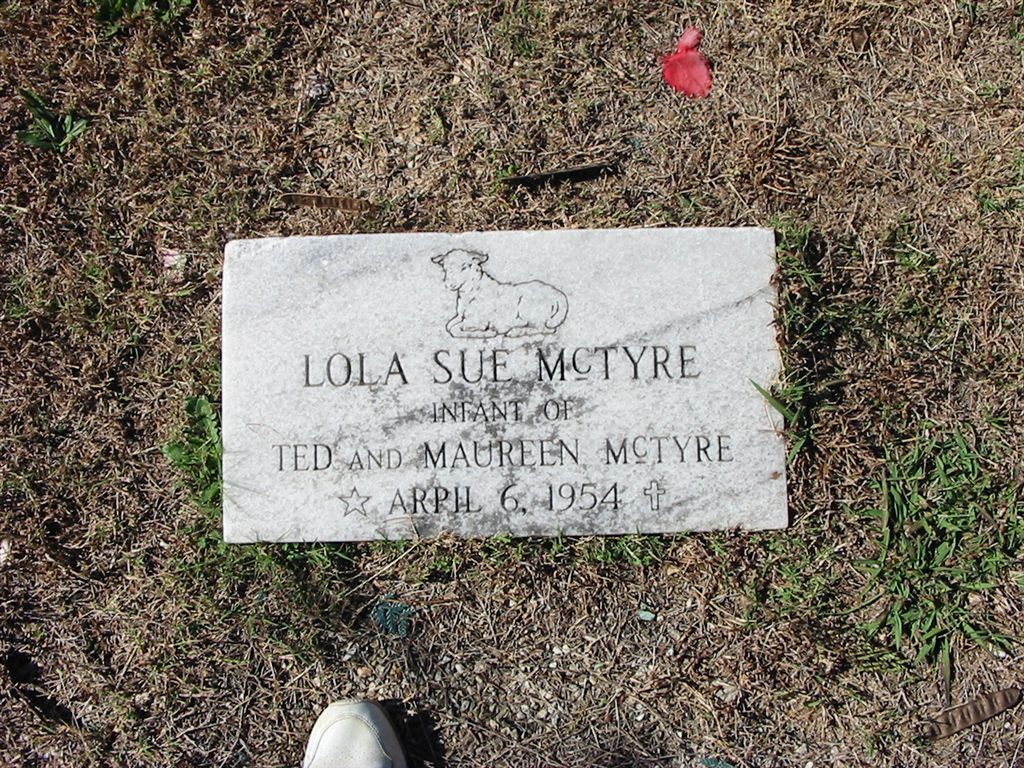 LOLA SUE McTYRE
INFANT OF
TED AND MAUREEN McTYRE
ARPIL 6, 1954